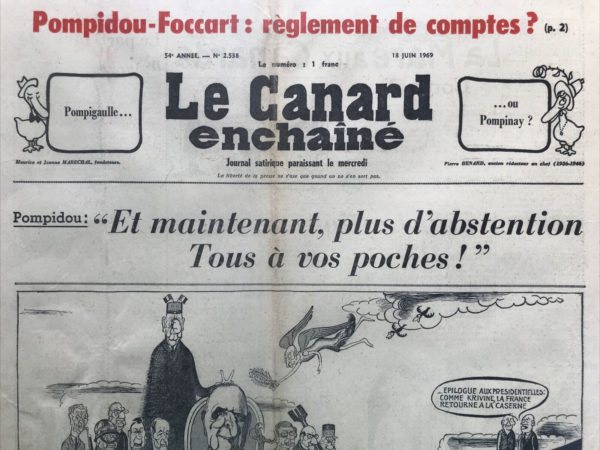 Pompidou-Foccart : règlement de comptes ? (p. 2)
54e ANNEE. — N° 2.538
18 JUIN 1969
Le numéro : 1 franc
Pompigaulle...
Le Canard
enchaîné
...ou
Pompinay ?
Maurice et Jeanne MARECHAL, fondateurs.
Journal satirique paraissant le mercredi
Pierre BENARD, ancien rédacteur en chef (1936-1946)
La liberté de la presse ne s'use que quand on ne s'en sert pas.
Pompidou : “Et maintenant, plus d'abstention
Tous à vos poches !”
... EPILOGUE AUX PRESIDENTIELLES:
COMME KRIVINE, LA FRANCE
RETOURNE A LA CASERNE